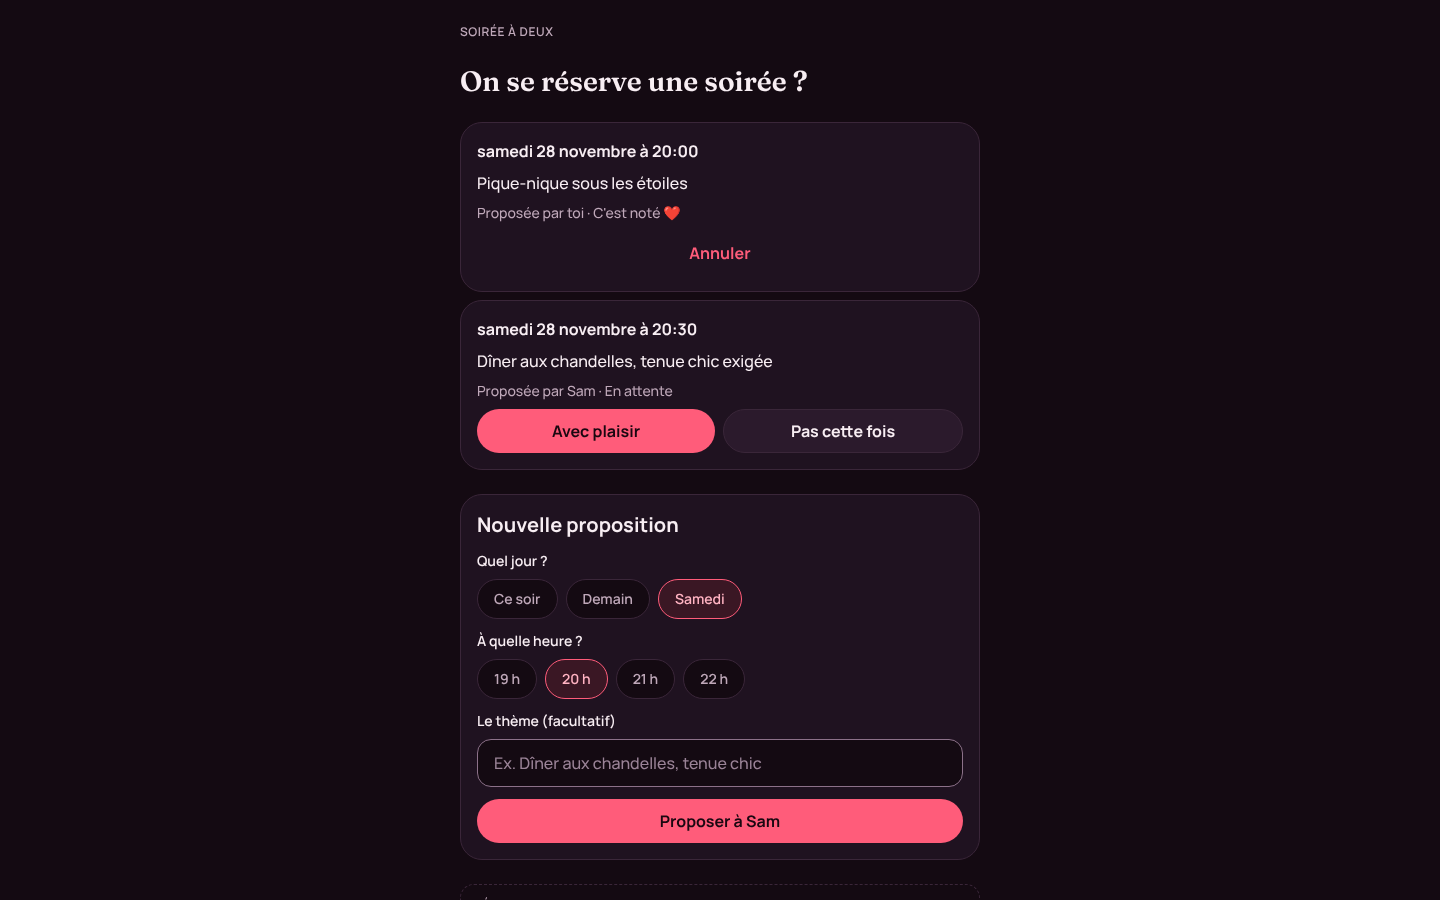 SOIRÉE À DEUX
On se réserve une soirée ?
samedi 28 novembre à 20:00
Pique-nique sous les étoiles
Proposée par toi · C'est noté ❤️
Annuler
samedi 28 novembre à 20:30
Dîner aux chandelles, tenue chic exigée
Proposée par Sam · En attente
Avec plaisir
Pas cette fois
Nouvelle proposition
Quel jour ?
Ce soir
Demain
Samedi
À quelle heure ?
19 h
20 h
21 h
22 h
Le thème (facultatif)
Ex. Dîner aux chandelles, tenue chic
Proposer à Sam